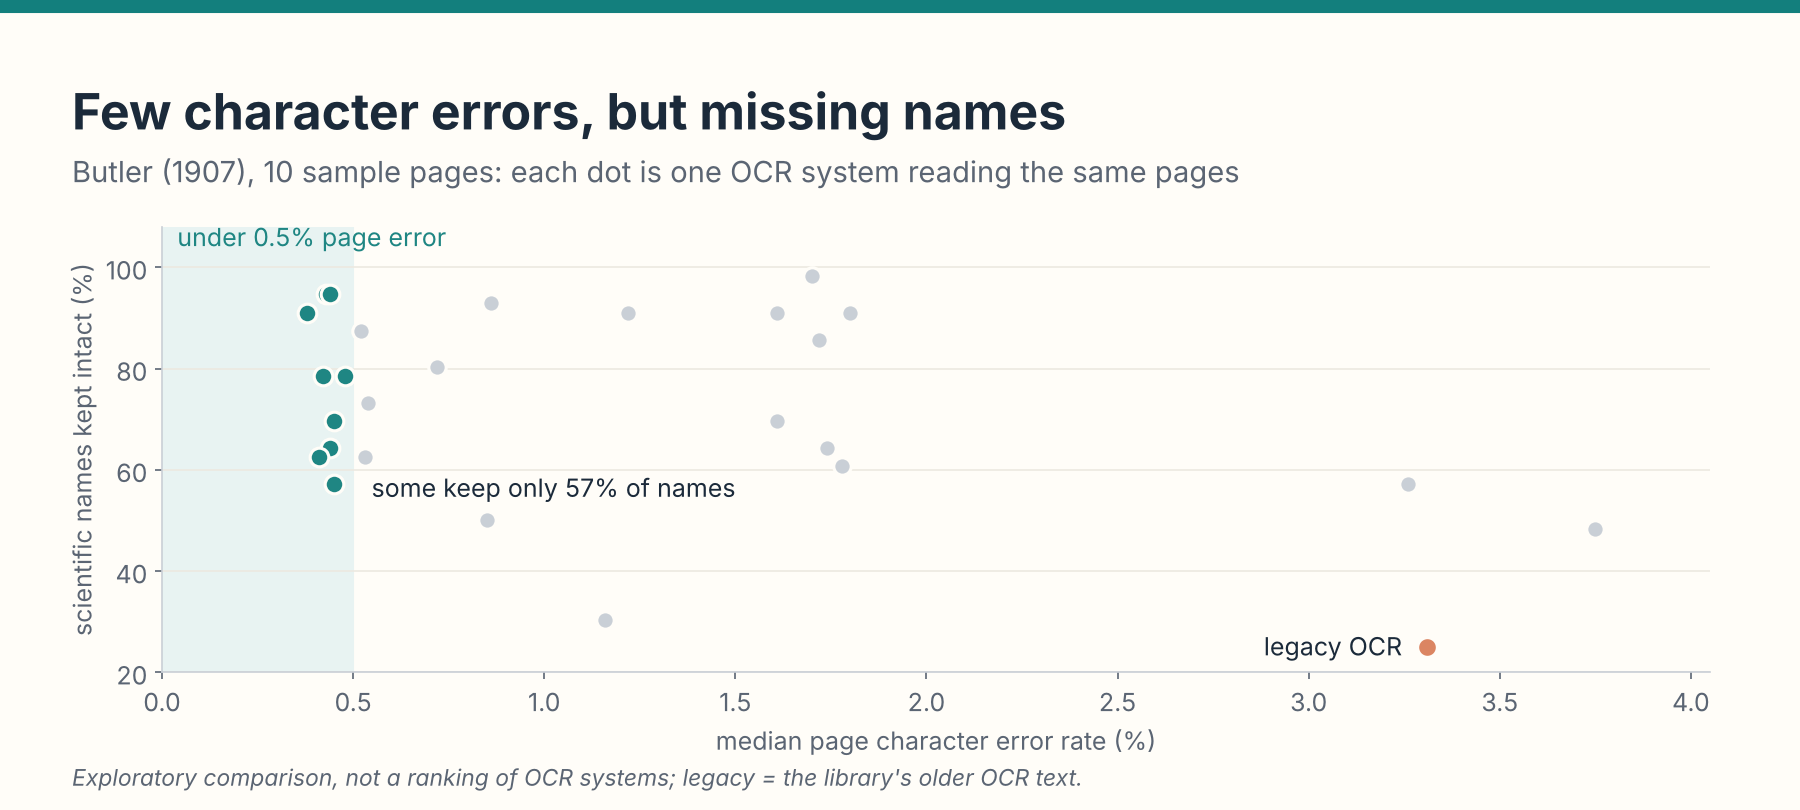 Few character errors, but missing names
Butler (1907), 10 sample pages: each dot is one OCR system reading the same pages
under 0.5% page error
scientific names kept intact (%)
100
80
60
40
20
some keep only 57% of names
legacy OCR
0.0 0.5 1.0 1.5 2.0 2.5 3.0 3.5 4.0
median page character error rate (%)
Exploratory comparison, not a ranking of OCR systems; legacy = the library's older OCR text.